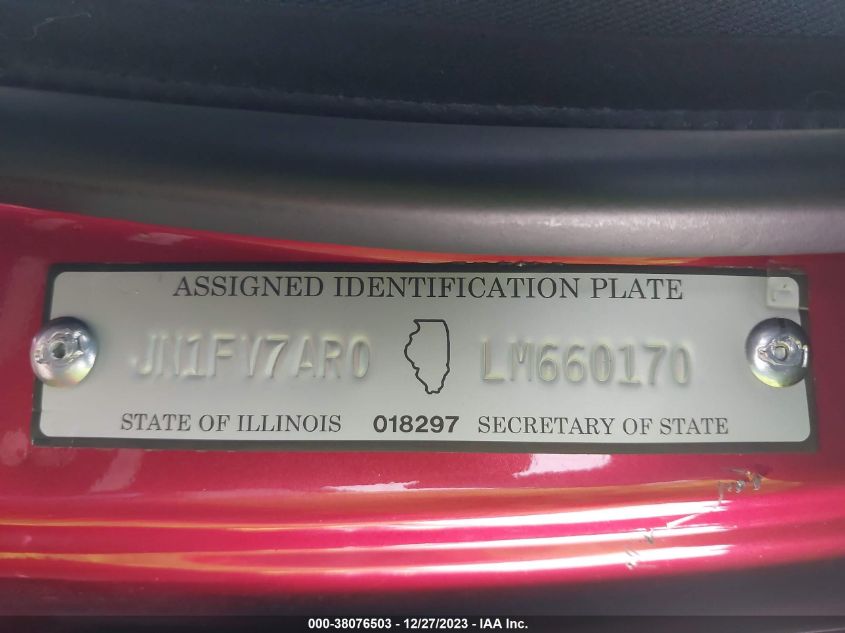 ASSIGNED IDENTIFICATION PLATE
JN1FV7AR0 LM660170
STATE OF ILLINOIS 018297 SECRETARY OF STATE
000-38076503 - 12/27/2023 - IAA Inc.